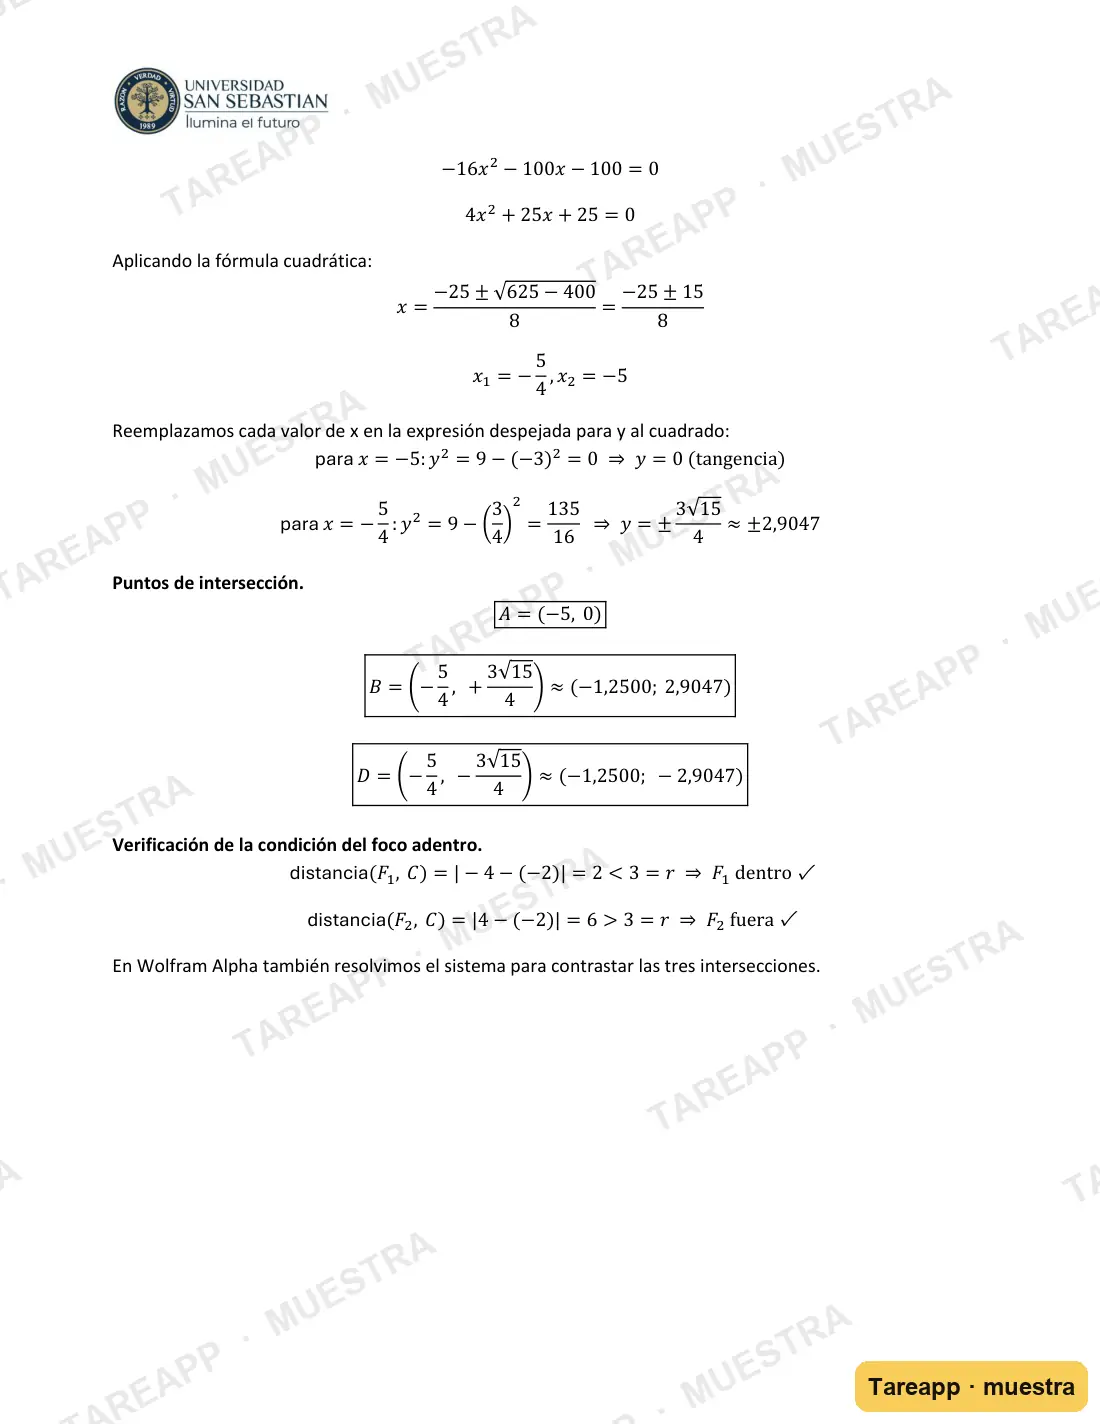 RAZON · VERDAD · VIRTUD
1989
UNIVERSIDAD
SAN SEBASTIAN
Ilumina el futuro
−16x² − 100x − 100 = 0
4x² + 25x + 25 = 0
Aplicando la fórmula cuadrática:
x = (−25 ± √(625 − 400))/8 = (−25 ± 15)/8
x₁ = −5/4, x₂ = −5
Reemplazamos cada valor de x en la expresión despejada para y al cuadrado:
para x = −5: y² = 9 − (−3)² = 0 ⇒ y = 0 (tangencia)
para x = −5/4: y² = 9 − (3/4)² = 135/16 ⇒ y = ±3√15/4 ≈ ±2,9047
Puntos de intersección.
A = (−5, 0)
B = (−5/4, +3√15/4) ≈ (−1,2500; 2,9047)
D = (−5/4, −3√15/4) ≈ (−1,2500; −2,9047)
Verificación de la condición del foco adentro.
distancia(F₁, C) = |−4 − (−2)| = 2 < 3 = r ⇒ F₁ dentro ✓
distancia(F₂, C) = |4 − (−2)| = 6 > 3 = r ⇒ F₂ fuera ✓
En Wolfram Alpha también resolvimos el sistema para contrastar las tres intersecciones.
TAREAPP · MUESTRA
Tareapp · muestra